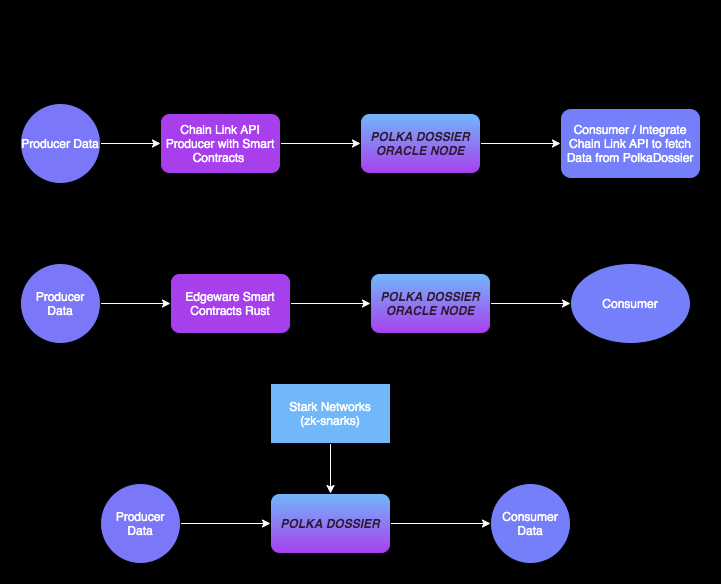 Producer Data
Chain Link API
Producer with Smart
Contracts
POLKA DOSSIER
ORACLE NODE
Consumer / Integrate
Chain Link API to fetch
Data from PolkaDossier
Producer
Data
Edgeware Smart
Contracts Rust
POLKA DOSSIER
ORACLE NODE
Consumer
Stark Networks
(zk-snarks)
Producer
Data
POLKA DOSSIER
Consumer
Data